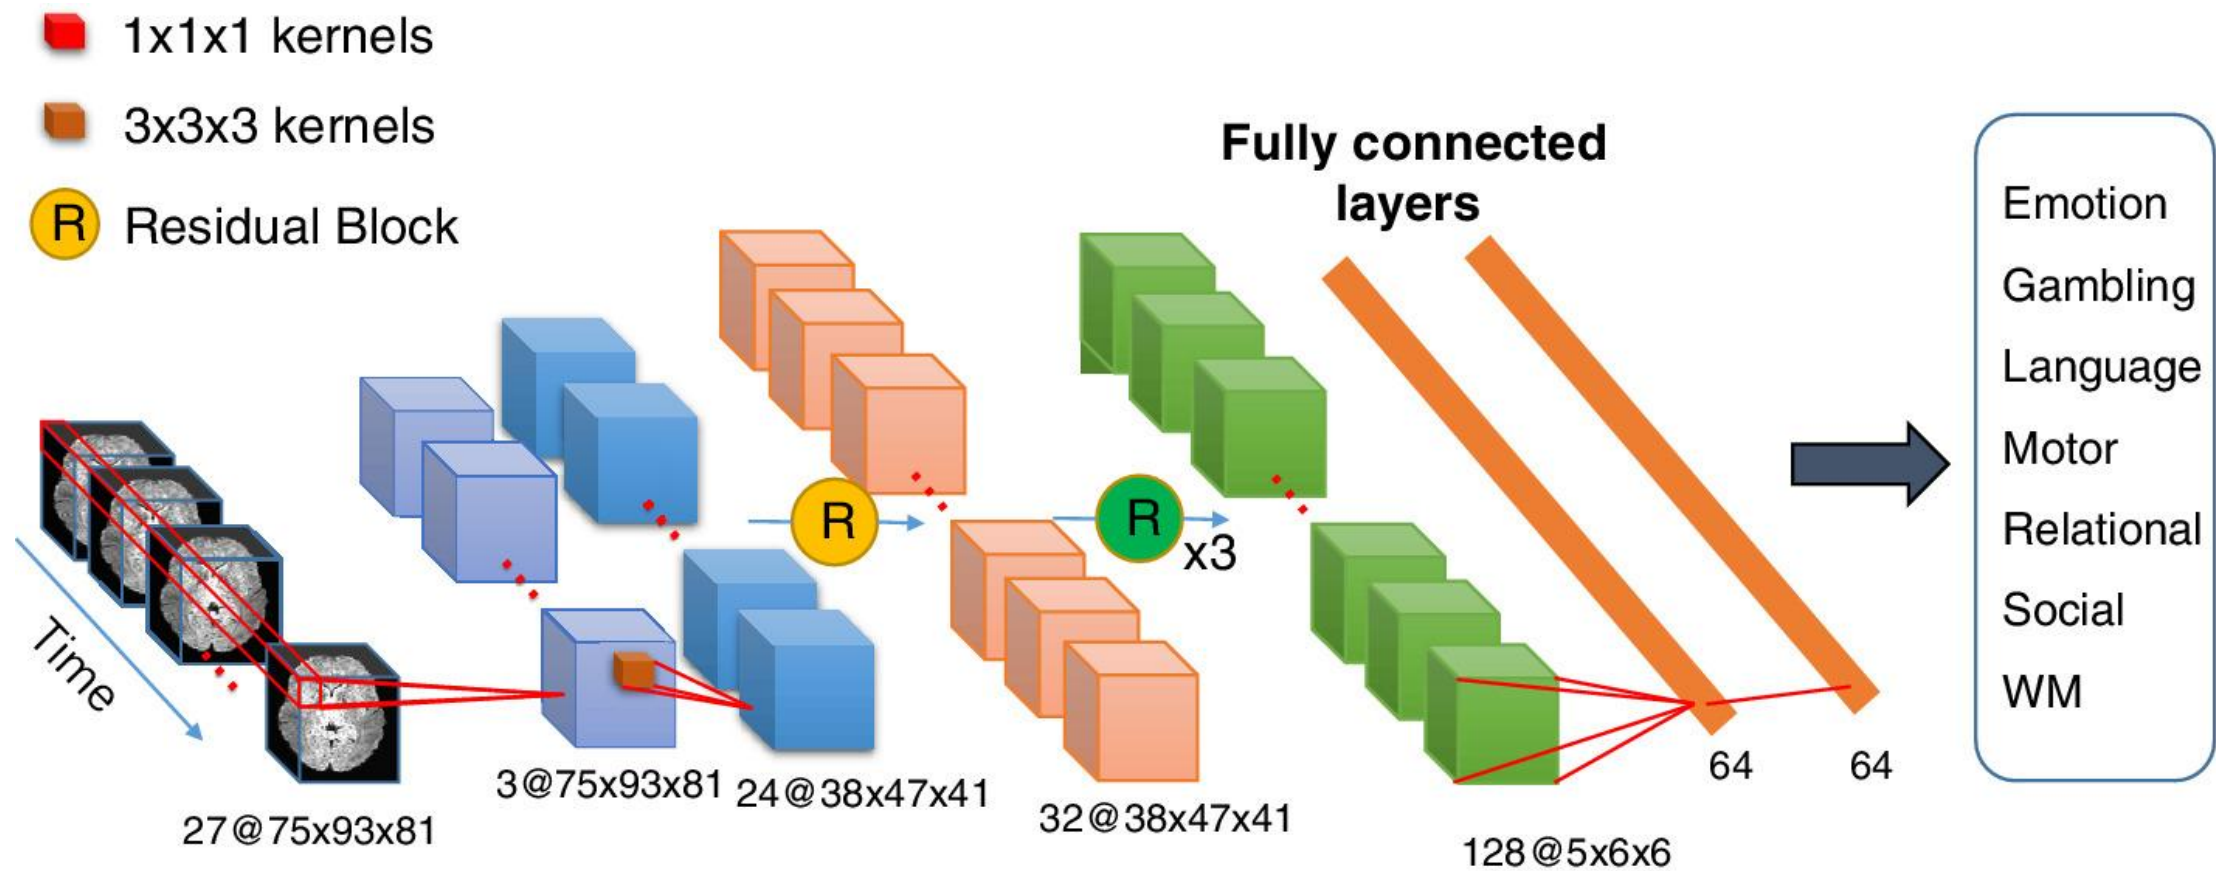 1x1x1 kernels
3x3x3 kernels
R Residual Block
Fully connected
layers
Time
R
R
x3
27@75x93x81
3@75x93x81
24@38x47x41
32@38x47x41
128@5x6x6
64
64
Emotion
Gambling
Language
Motor
Relational
Social
WM